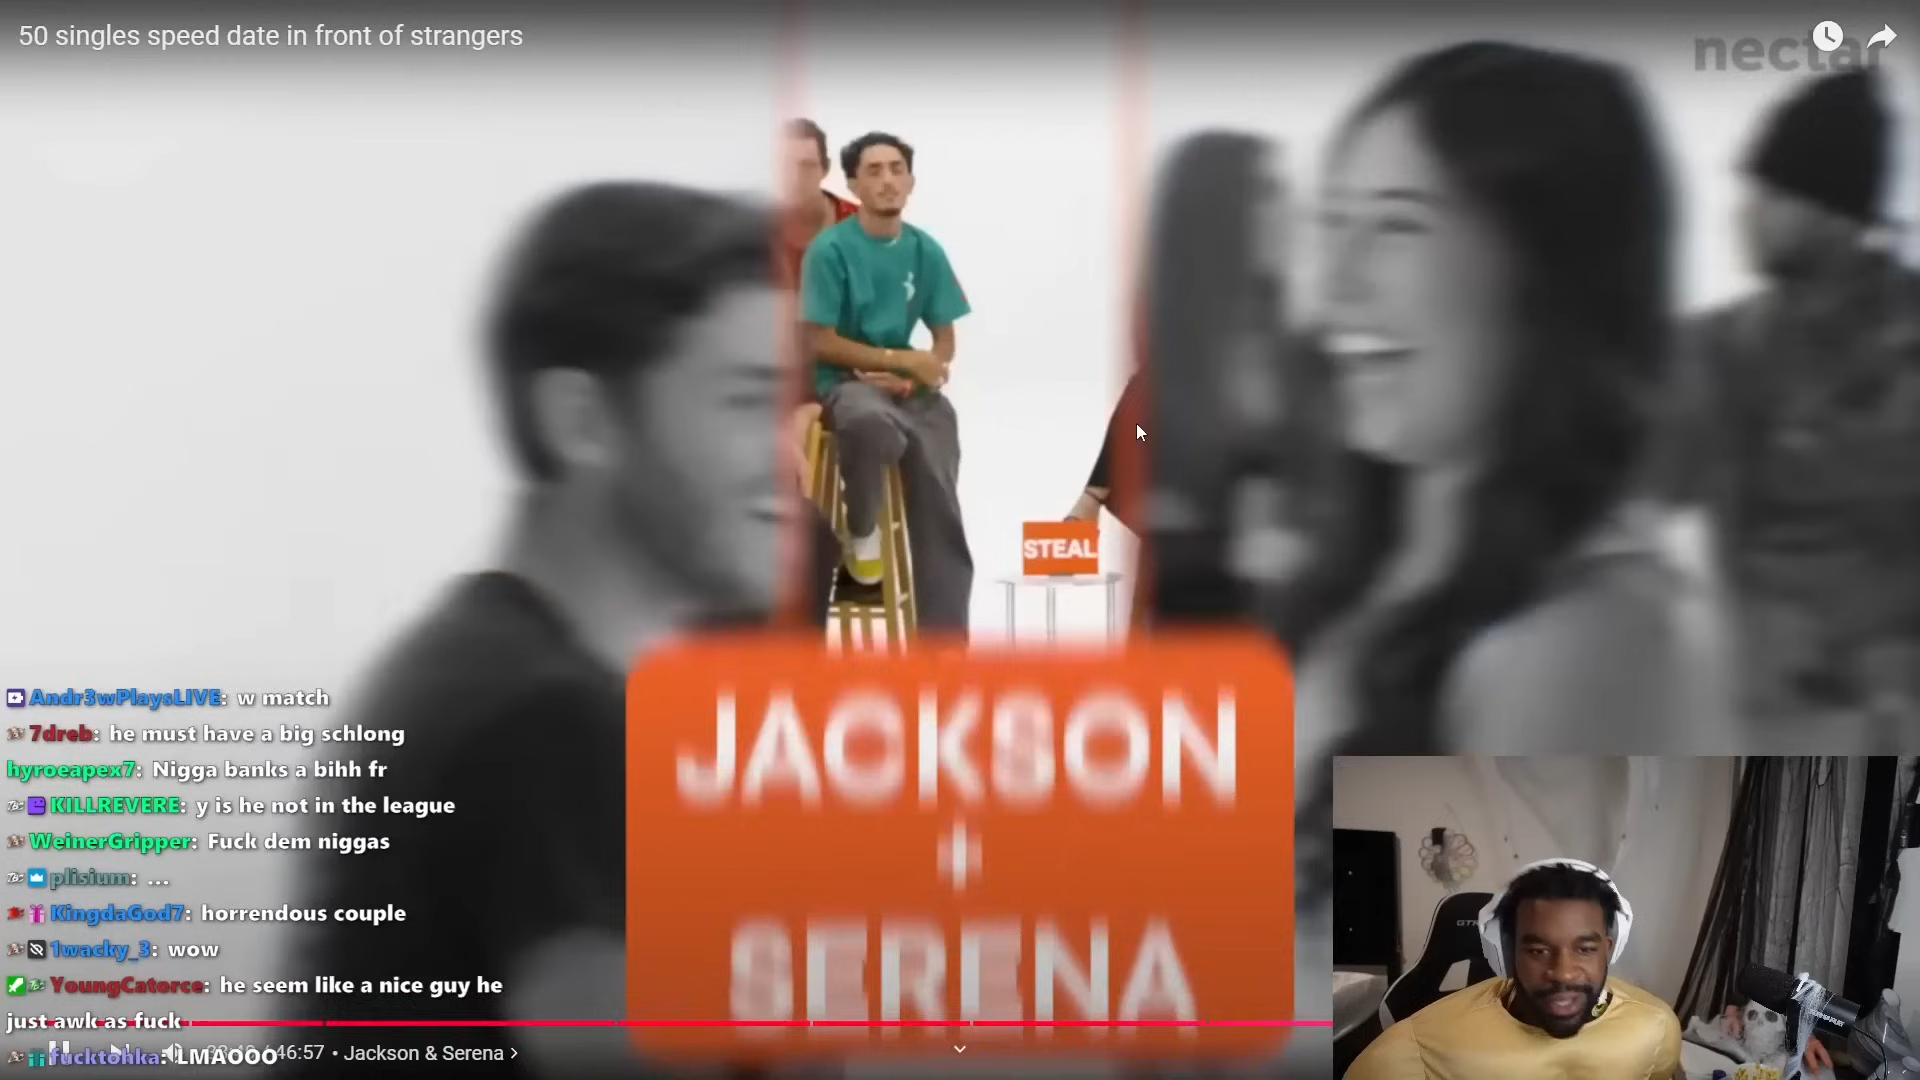 50 singles speed date in front of strangers
nectar
STEAL
JACKSON
+
SERENA
Andr3wPlaysLIVE: w match
7dreb: he must have a big schlong
hyroeapex7: Nigga banks a bihh fr
KILLREVERE: y is he not in the league
WeinerGripper: Fuck dem niggas
plisium: ...
KingdaGod7: horrendous couple
1wacky_3: wow
YoungCatorce: he seem like a nice guy he
just awk as fuck
fucktohka: LMAOOO
46:57 • Jackson & Serena